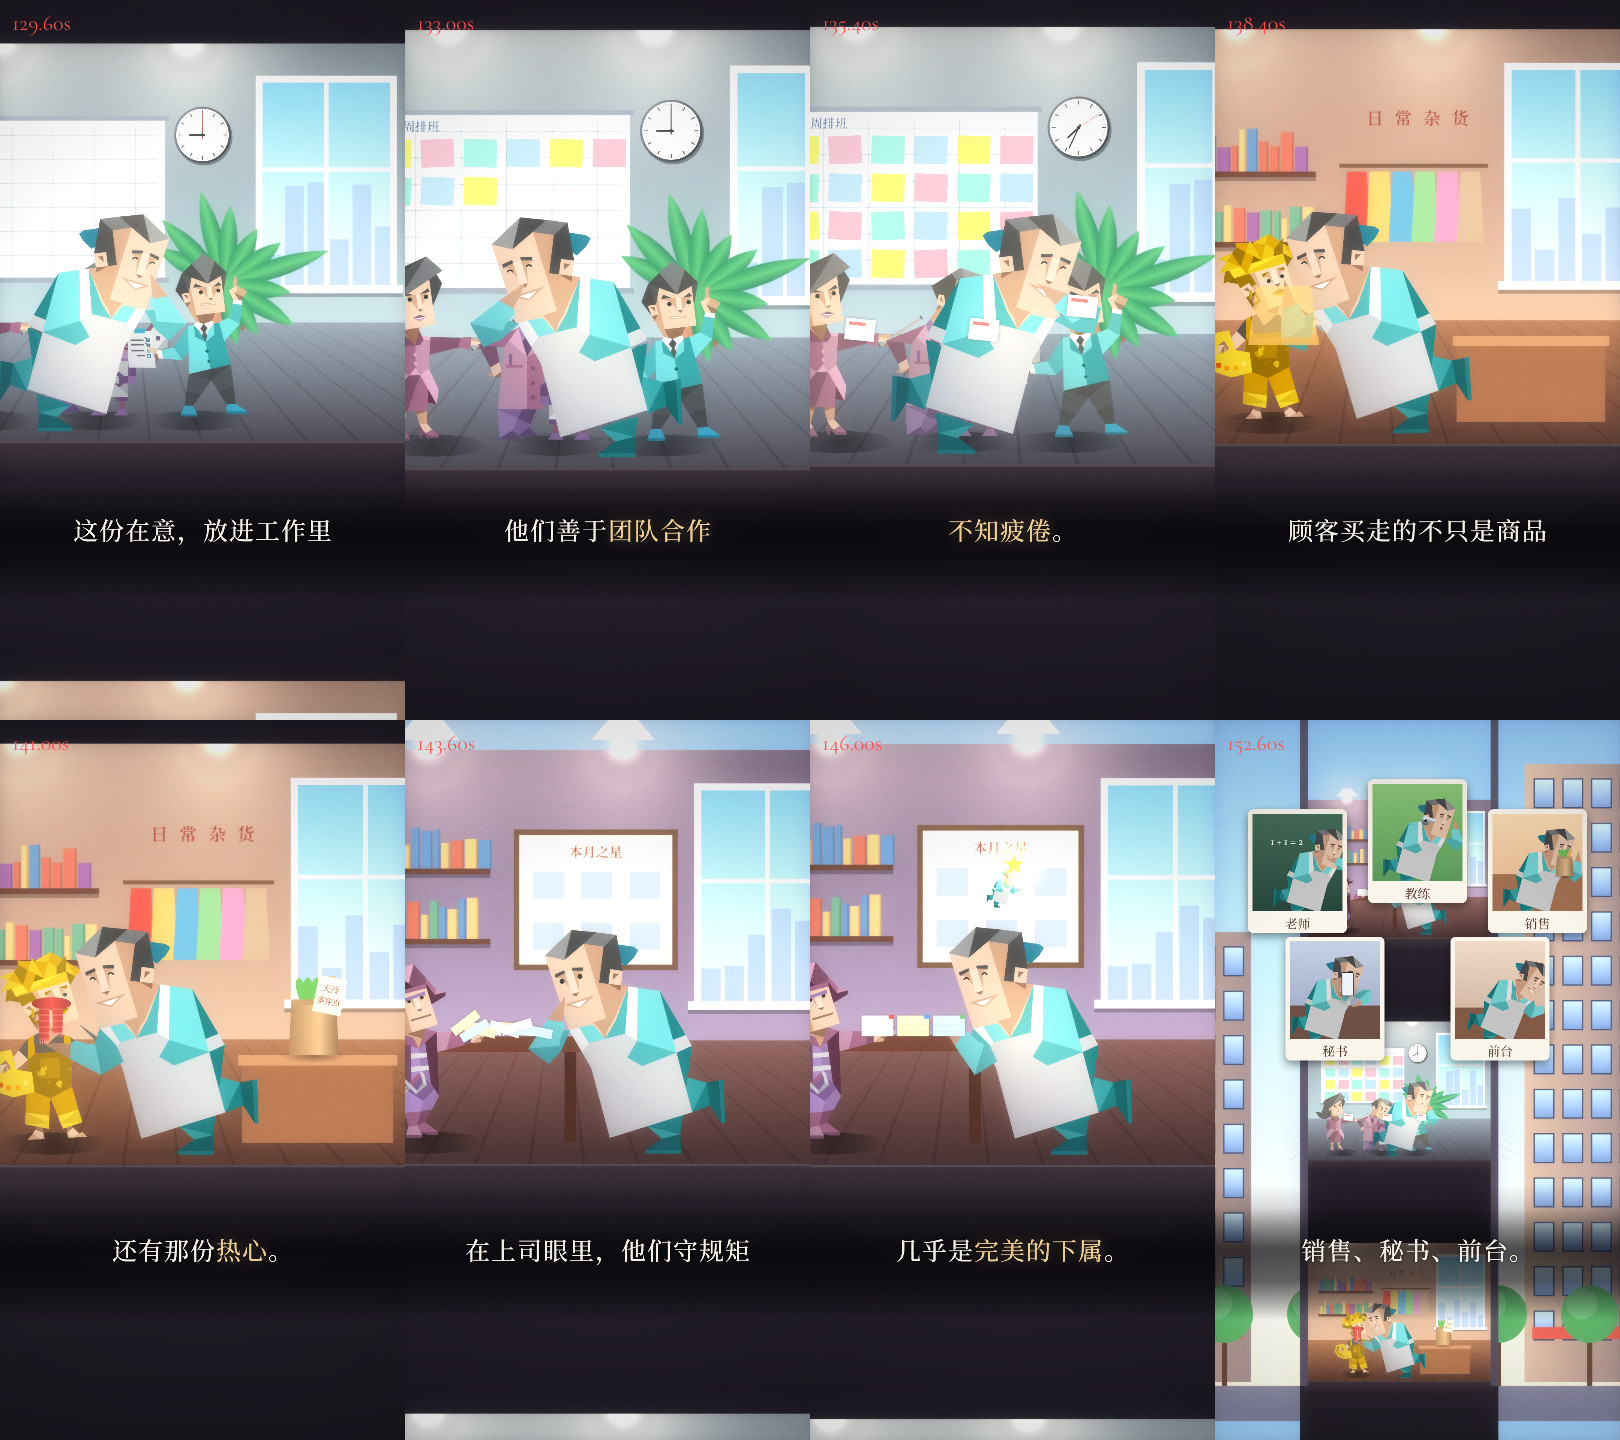 129.60s
这份在意，放进工作里
133.00s
周排班
他们善于团队合作
135.40s
周排班
不知疲倦。
138.40s
日常杂货
顾客买走的不只是商品
141.00s
日常杂货
天冷
多穿点
还有那份热心。
143.60s
本月之星
在上司眼里，他们守规矩
146.00s
本月之星
几乎是完美的下属。
152.60s
1+1=2
老师
教练
销售
秘书
前台
销售、秘书、前台。